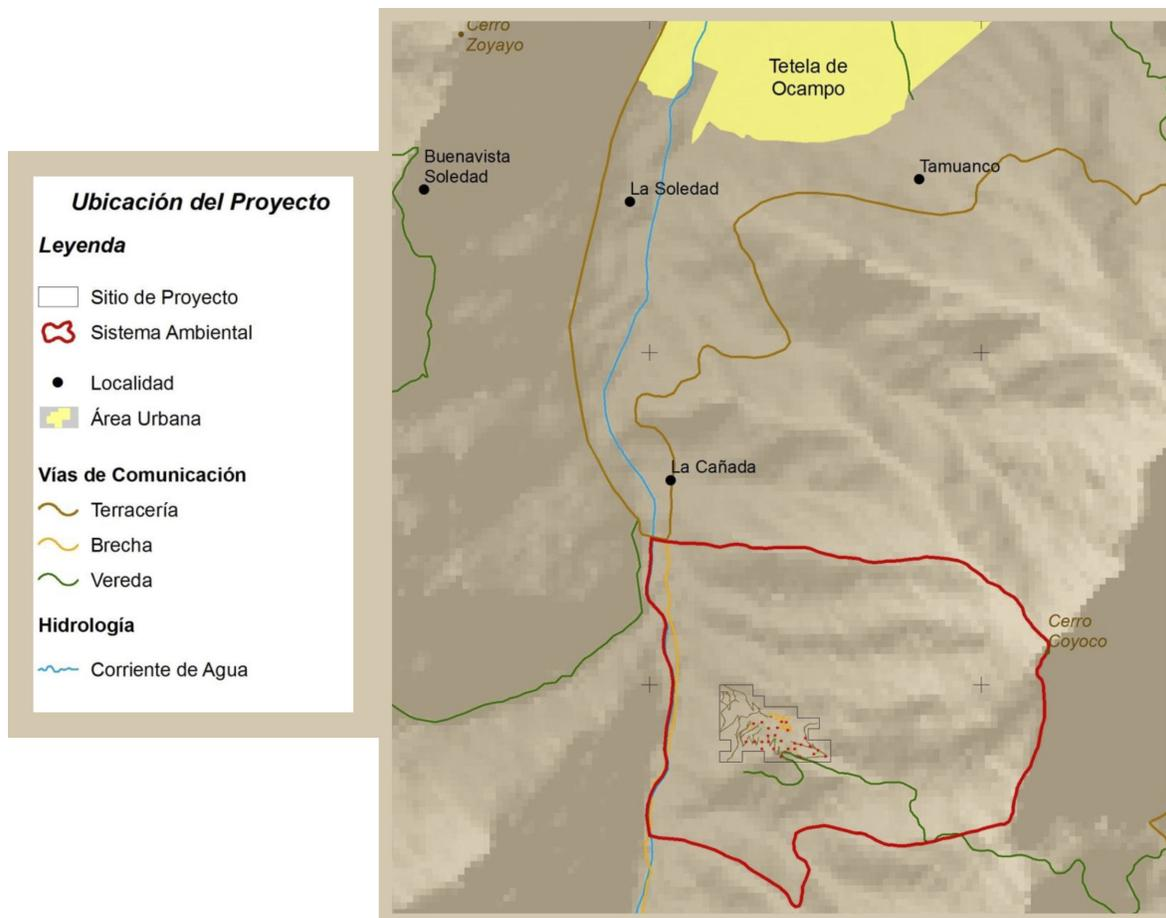 Ubicación del Proyecto
Leyenda
Sitio de Proyecto
Sistema Ambiental
Localidad
Área Urbana
Vías de Comunicación
Terracería
Brecha
Vereda
Hidrología
Corriente de Agua
Cerro
Zoyayo
Tetela de
Ocampo
Buenavista
Soledad
La Soledad
Tamuanco
La Cañada
Cerro
Coyoco